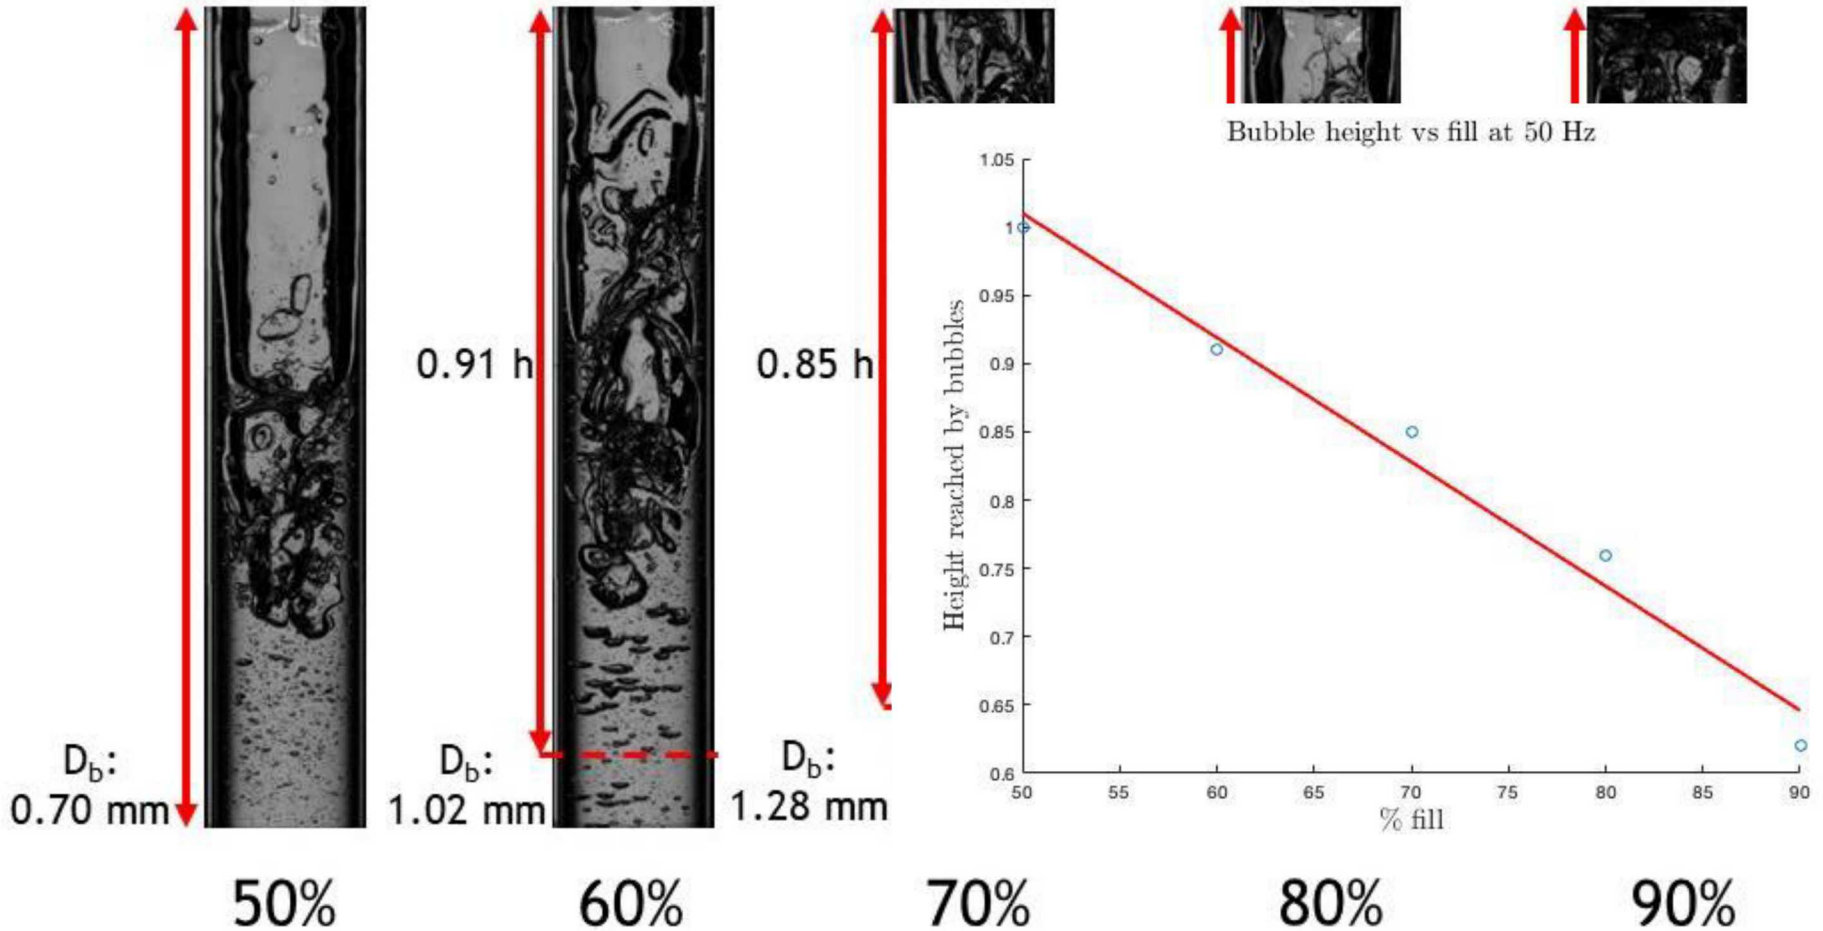 Bubble height vs fill at 50 Hz
1.05
1
0.95
0.9
0.85
0.8
0.75
0.7
0.65
0.6
Height reached by bubbles
50 55 60 65 70 75 80 85 90
% fill
0.91 h
0.85 h
Db:
0.70 mm
Db:
1.02 mm
Db:
1.28 mm
50% 60% 70% 80% 90%